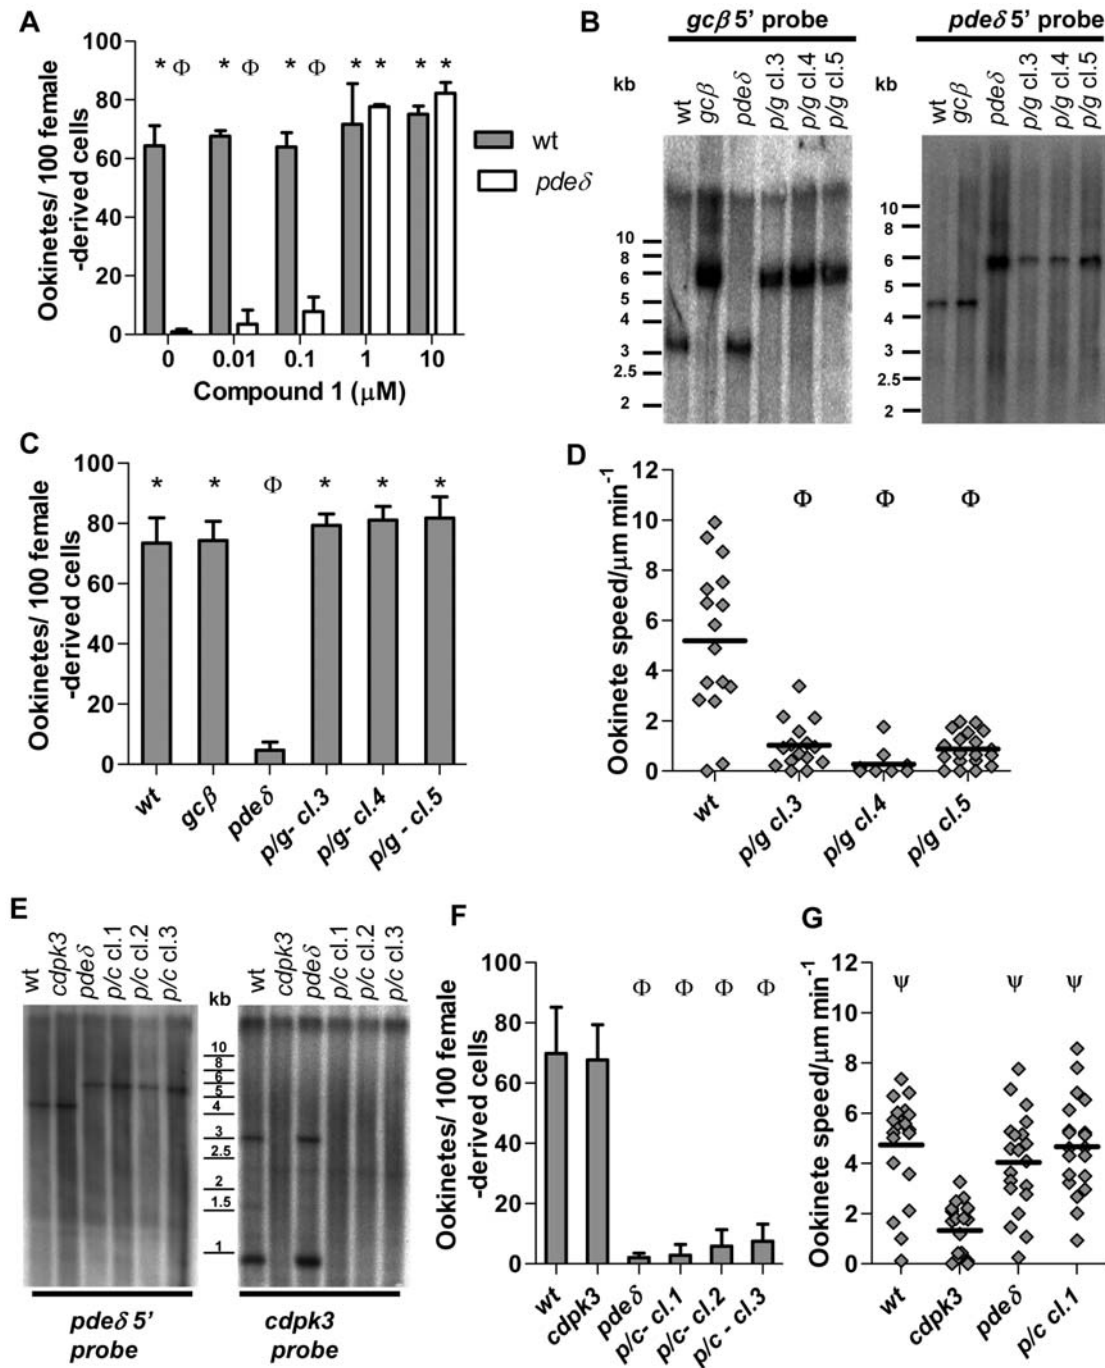 A
Ookinetes/ 100 female
-derived cells
100
80
60
40
20
0
* Φ * Φ * Φ * * * *
0 0.01 0.1 1 10
Compound 1 (μM)
wt
pdeδ
B
gcβ 5' probe
pdeδ 5' probe
kb
wt
gcβ
pdeδ
p/g cl.3
p/g cl.4
p/g cl.5
10
8
6
5
4
3
2.5
2
kb
wt
gcβ
pdeδ
p/g cl.3
p/g cl.4
p/g cl.5
10
8
6
5
4
3
2.5
2
C
Ookinetes/ 100 female
-derived cells
100
80
60
40
20
0
* * Φ * * *
wt
gcβ
pdeδ
p/g- cl.3
p/g- cl.4
p/g - cl.5
D
Ookinete speed/μm min⁻¹
12
10
8
6
4
2
0
Φ Φ Φ
wt
p/g cl.3
p/g cl.4
p/g cl.5
E
wt
cdpk3
pdeδ
p/c cl.1
p/c cl.2
p/c cl.3
kb
10
8
6
5
4
3
2.5
2
1.5
1
wt
cdpk3
pdeδ
p/c cl.1
p/c cl.2
p/c cl.3
pdeδ 5'
probe
cdpk3
probe
F
Ookinetes/ 100 female
-derived cells
100
80
60
40
20
0
Φ Φ Φ Φ
wt
cdpk3
pdeδ
p/c- cl.1
p/c- cl.2
p/c - cl.3
G
Ookinete speed/μm min⁻¹
12
10
8
6
4
2
0
Ψ Ψ Ψ
wt
cdpk3
pdeδ
p/c cl.1